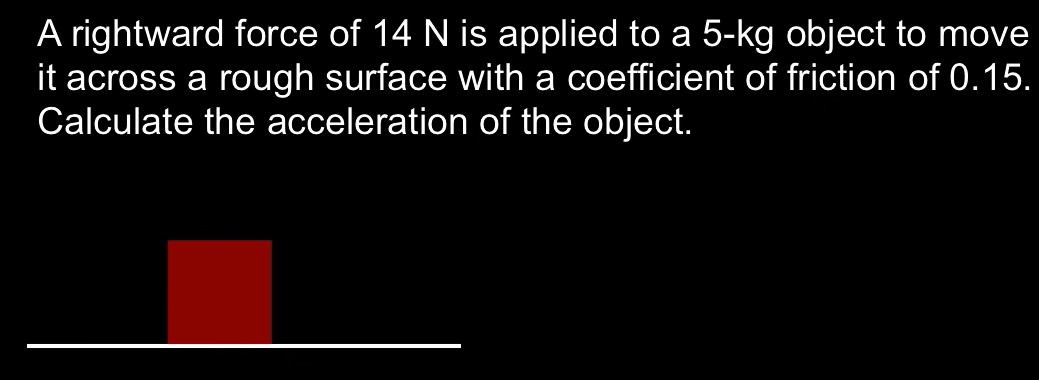 A rightward force of 14 N is applied to a 5-kg object to move
it across a rough surface with a coefficient of friction of 0.15.
Calculate the acceleration of the object.